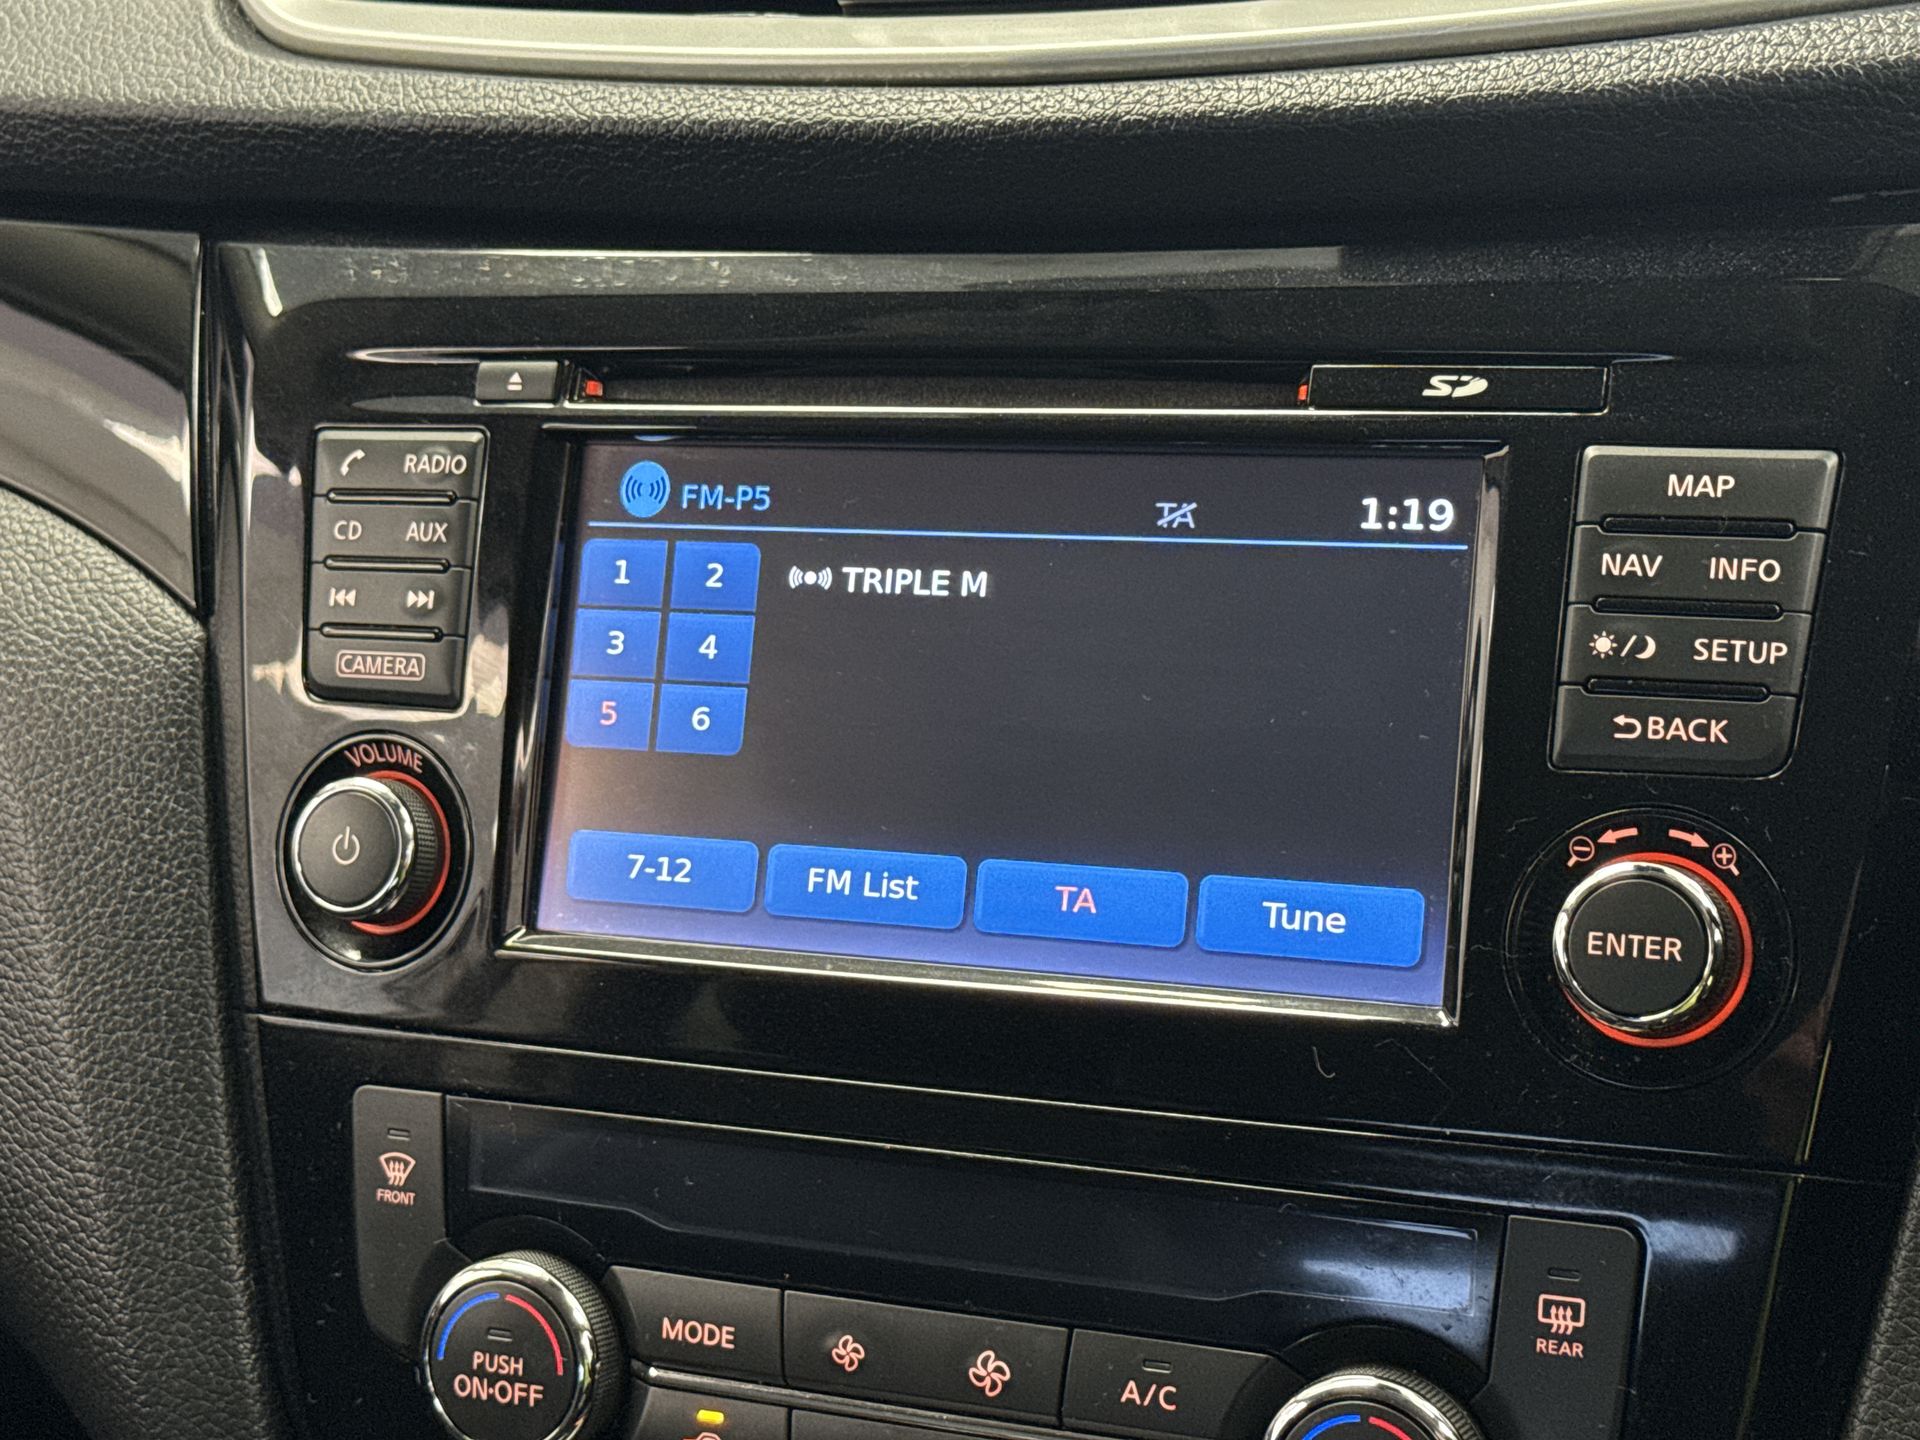 SD
RADIO
CD AUX
CAMERA
VOLUME
FM-P5
TA
1:19
1 2
3 4
5 6
TRIPLE M
7-12
FM List
TA
Tune
MAP
NAV INFO
SETUP
BACK
ENTER
FRONT
PUSH
ON·OFF
MODE
A/C
REAR